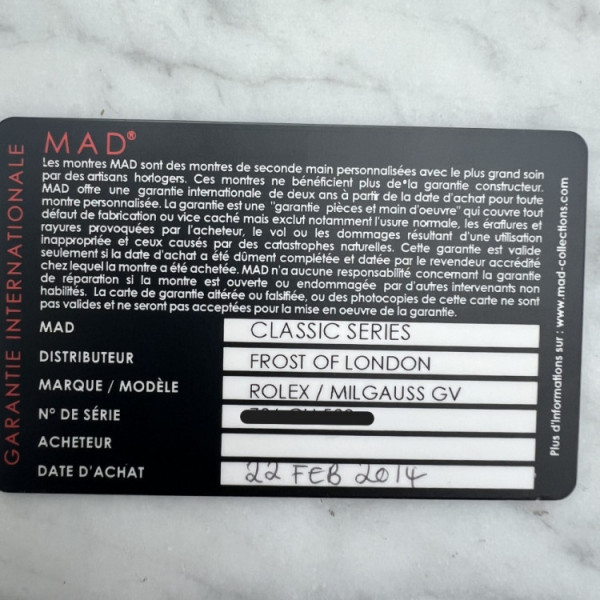 GARANTIE INTERNATIONALE
MAD®
Les montres MAD sont des montres de seconde main personnalisées avec le plus grand soin
par des artisans horlogers. Ces montres ne bénéficient plus de la garantie constructeur.
MAD offre une garantie internationale de deux ans à partir de la date d'achat pour toute
montre personnalisée. La garantie est une "garantie pièces et main d'oeuvre" qui couvre tout
défaut de fabrication ou vice caché mais exclut notamment l'usure normale, les éraflures et
rayures provoquées par l'acheteur, le vol ou les dommages résultant d'une utilisation
inappropriée et ceux causés par des catastrophes naturelles. Cette garantie est valide
seulement si la date d'achat a été dûment complétée et datée par le revendeur accrédité
chez lequel la montre a été achetée. MAD n'a aucune responsabilité concernant la garantie
de réparation si la montre est ouverte ou endommagée par d'autres intervenants non
habilités. La carte de garantie altérée ou falsifiée, ou des photocopies de cette carte ne sont
pas valides et ne seront pas acceptées pour la mise en oeuvre de la garantie.
MAD CLASSIC SERIES
DISTRIBUTEUR FROST OF LONDON
MARQUE / MODÈLE ROLEX / MILGAUSS GV
N° DE SÉRIE
ACHETEUR
DATE D'ACHAT 22 FEB 2014
Plus d'informations sur : www.mad-collections.com